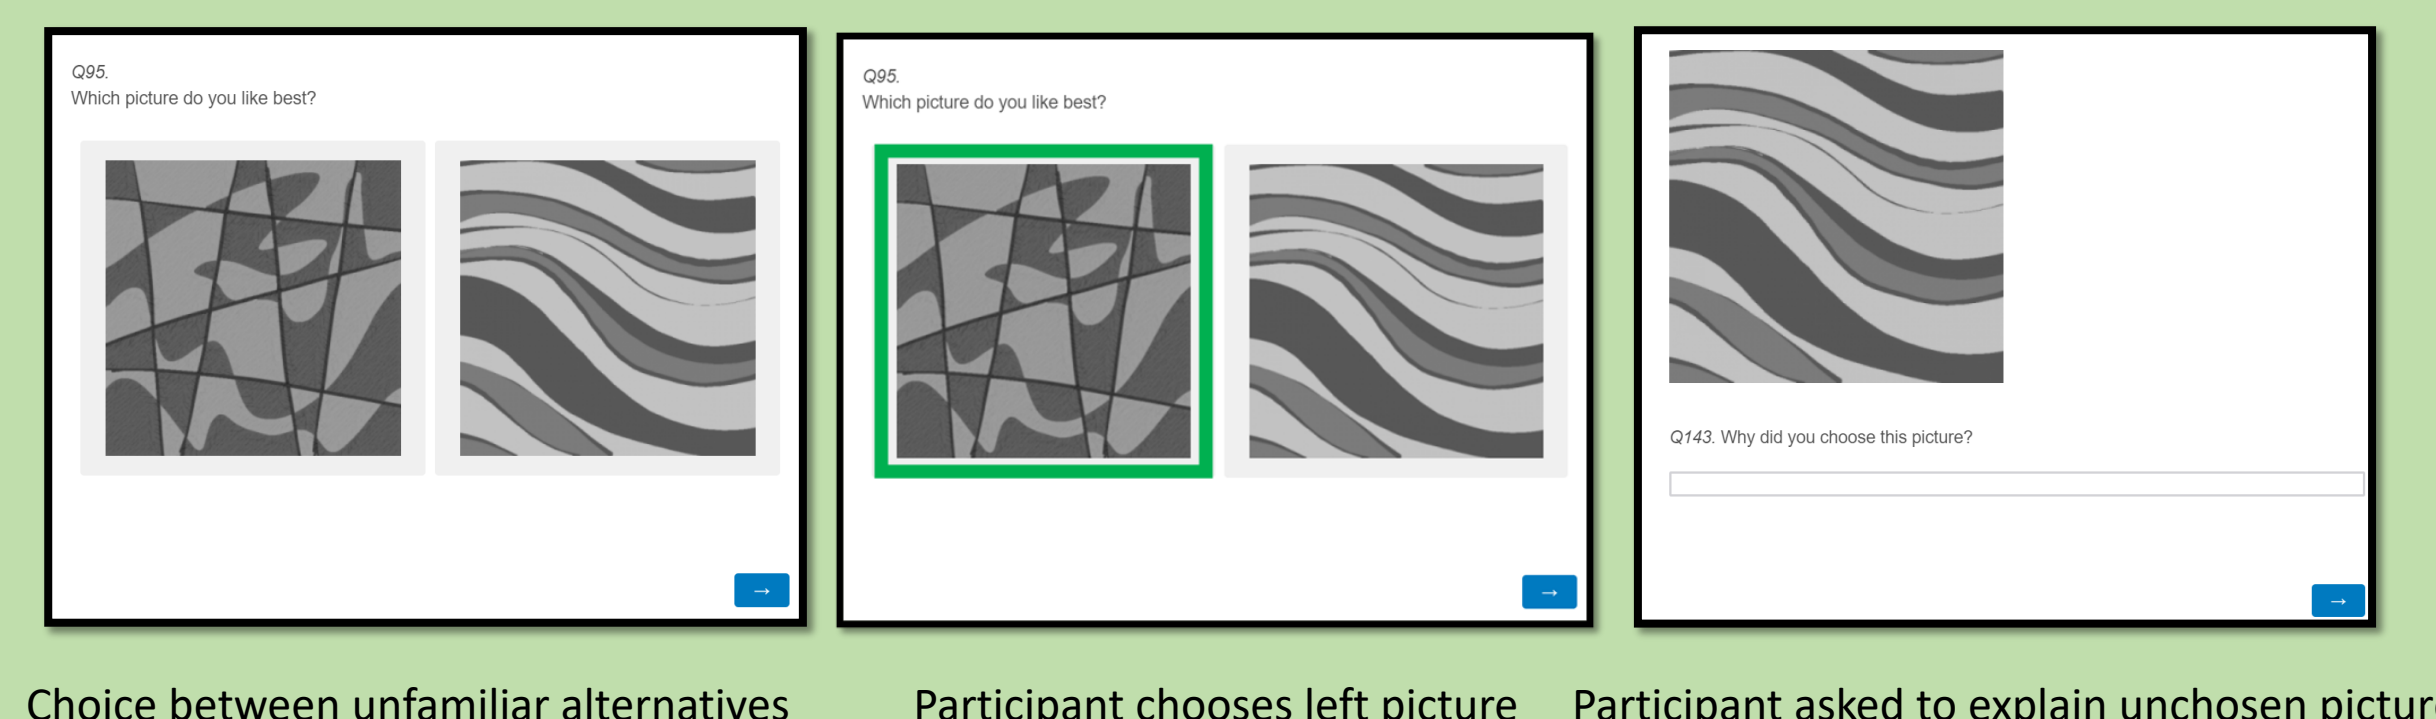 Q95.
Which picture do you like best?
→
Q95.
Which picture do you like best?
→
Q143. Why did you choose this picture?
→
Choice between unfamiliar alternatives
Participant chooses left picture
Participant asked to explain unchosen pictur